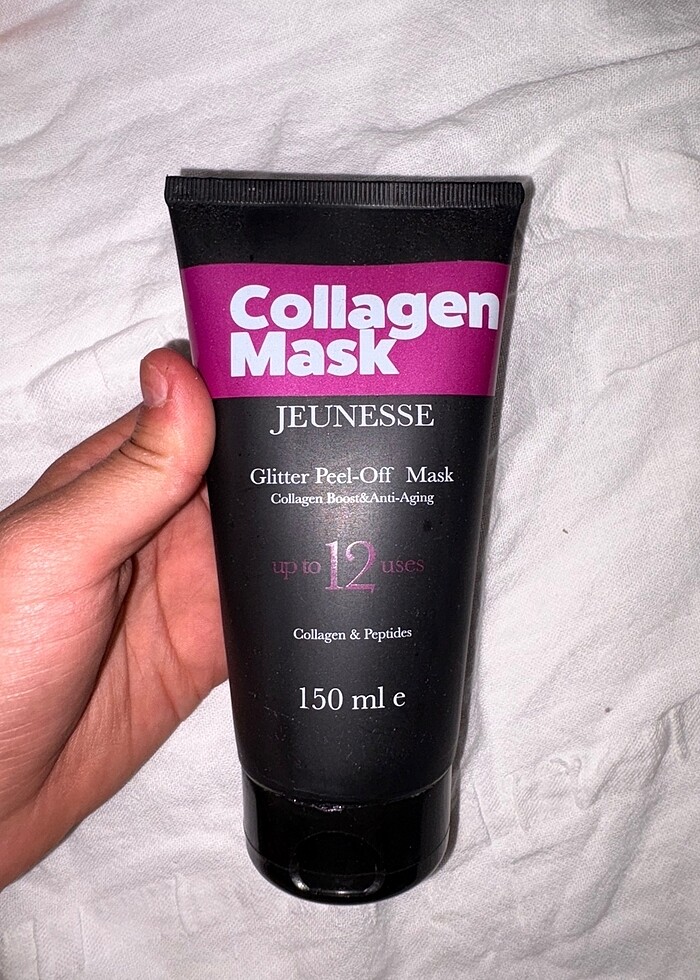 Collagen
Mask
JEUNESSE
Glitter Peel-Off Mask
Collagen Boost&Anti-Aging
up to 12 uses
Collagen & Peptides
150 ml e